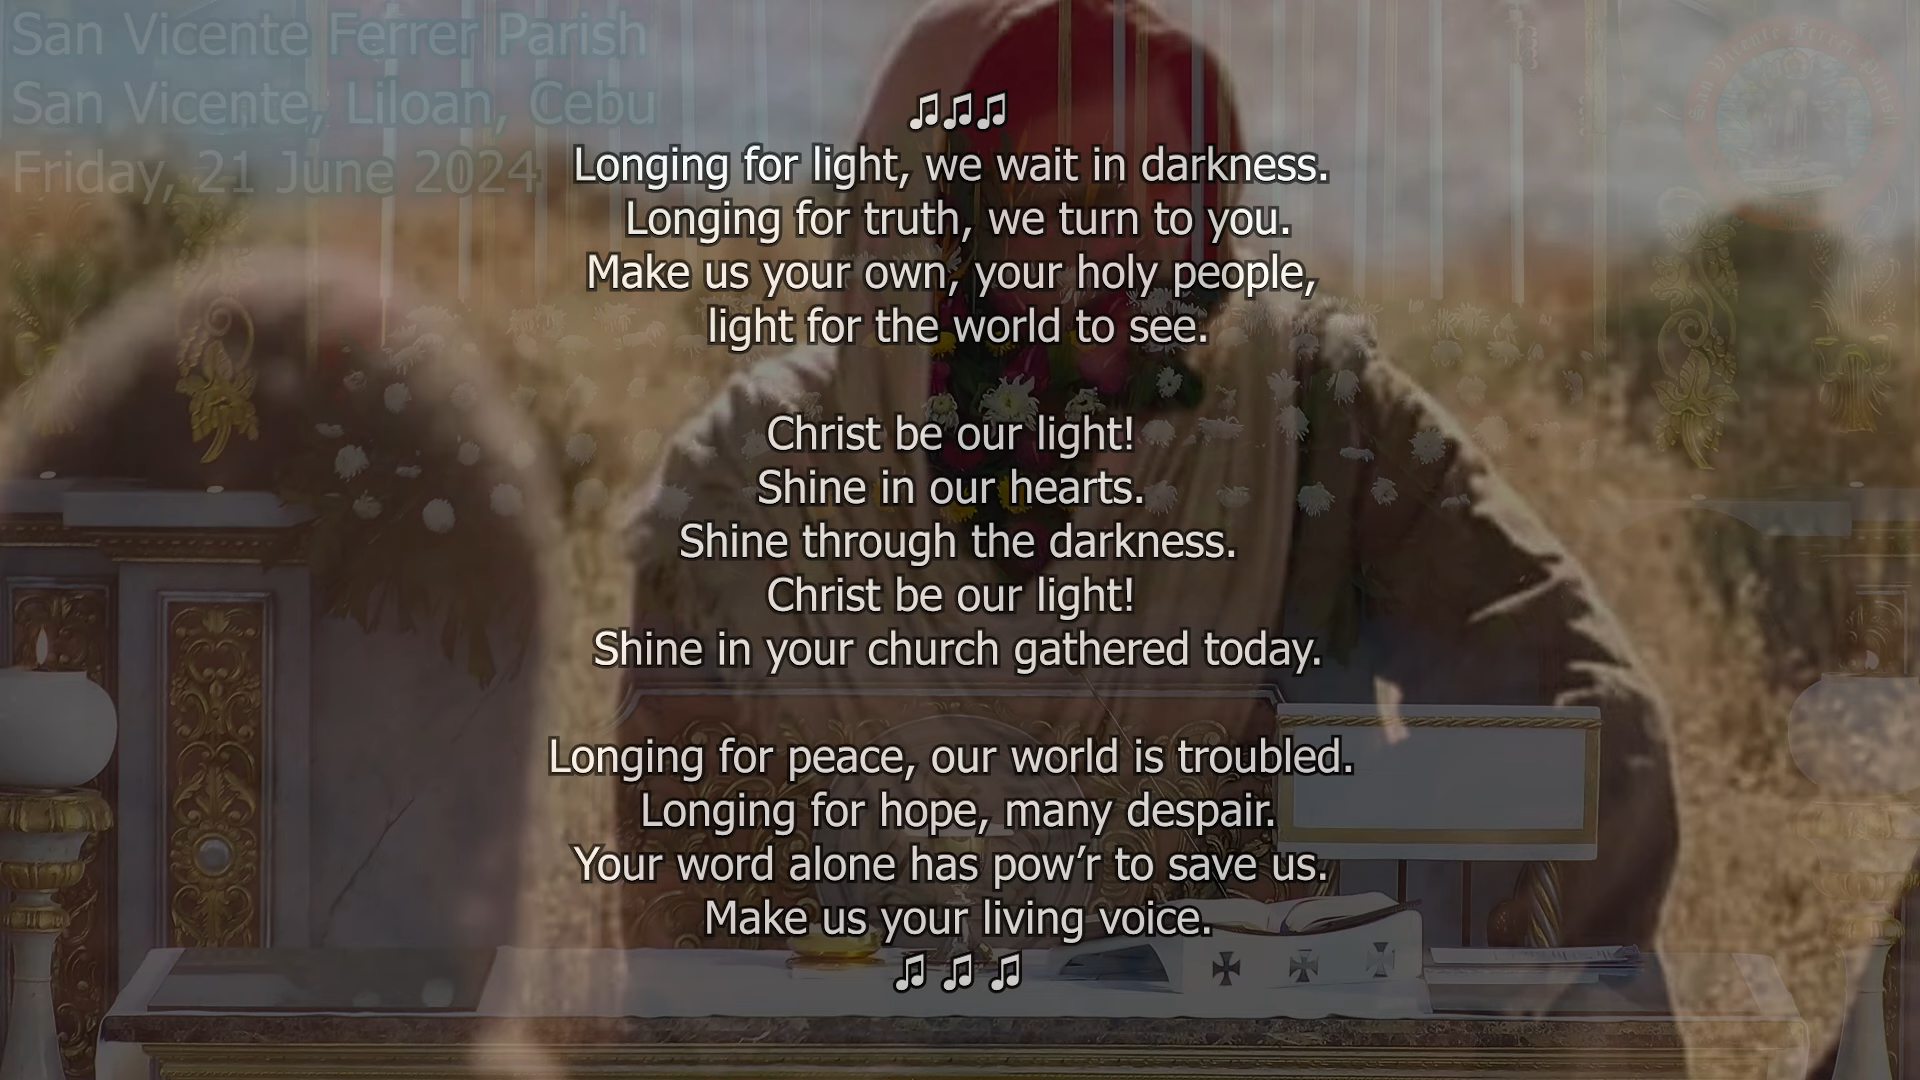 San Vicente Ferrer Parish
San Vicente, Liloan, Cebu
Friday, 21 June 2024
San Vicente Ferrer Parish
♫♫♫
Longing for light, we wait in darkness.
Longing for truth, we turn to you.
Make us your own, your holy people,
light for the world to see.
Christ be our light!
Shine in our hearts.
Shine through the darkness.
Christ be our light!
Shine in your church gathered today.
Longing for peace, our world is troubled.
Longing for hope, many despair.
Your word alone has pow’r to save us.
Make us your living voice.
♫ ♫ ♫